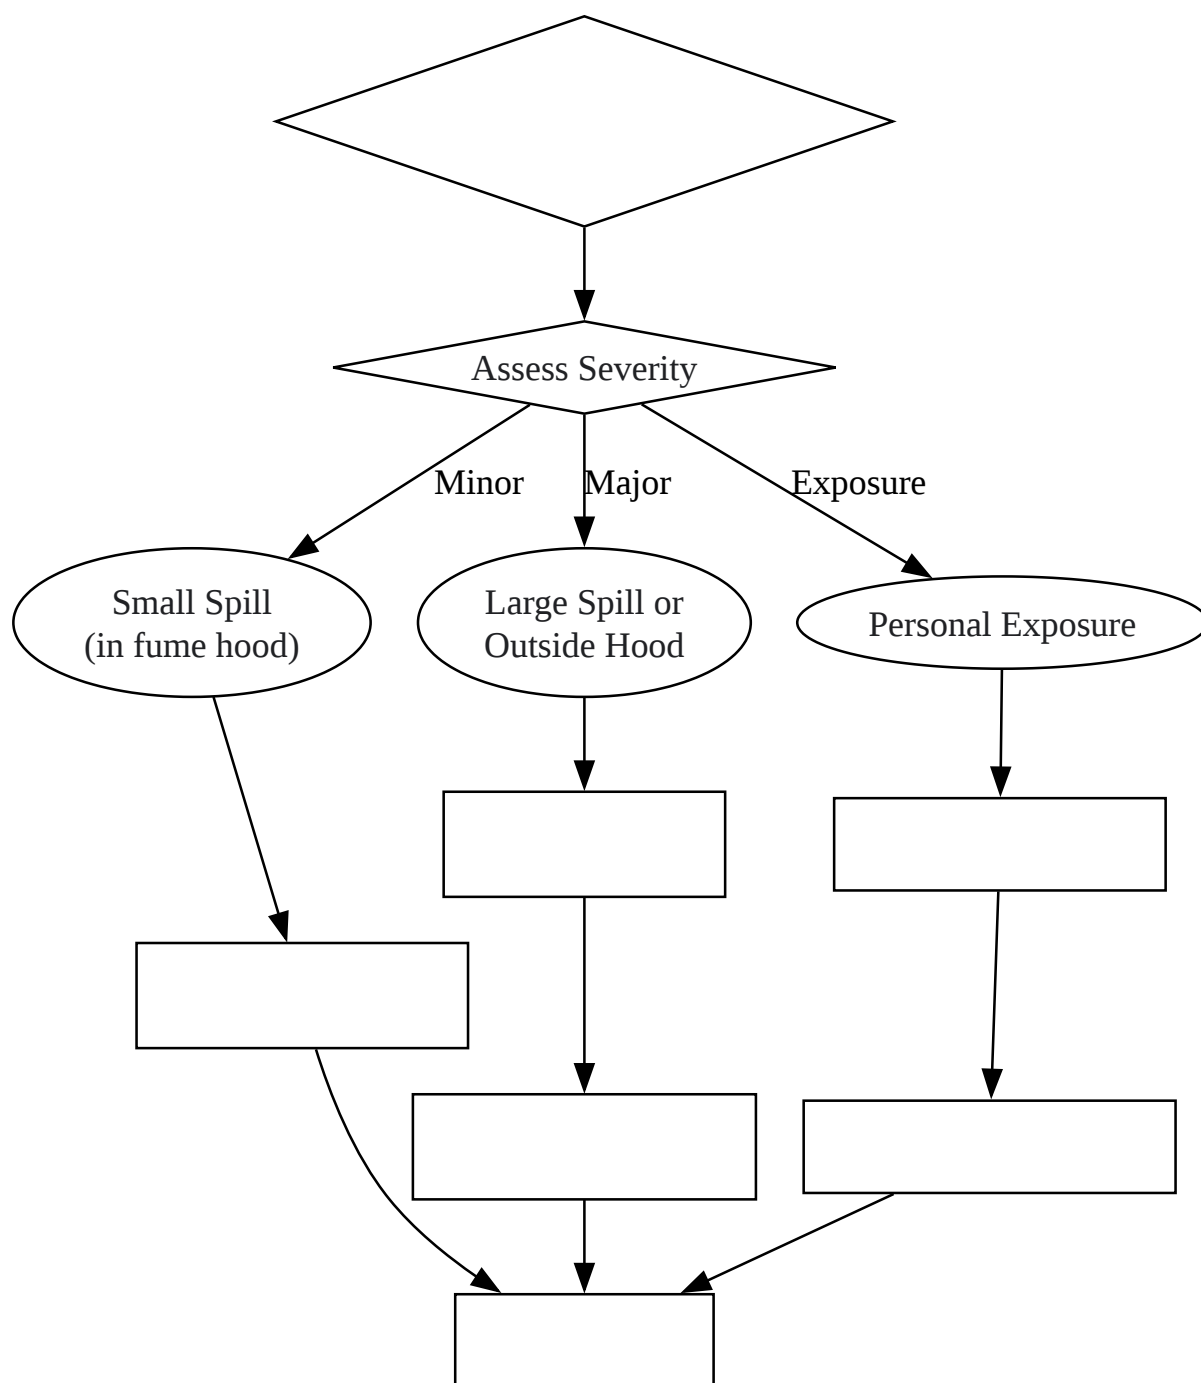 Assess Severity
Minor
Major
Exposure
Small Spill
(in fume hood)
Large Spill or
Outside Hood
Personal Exposure